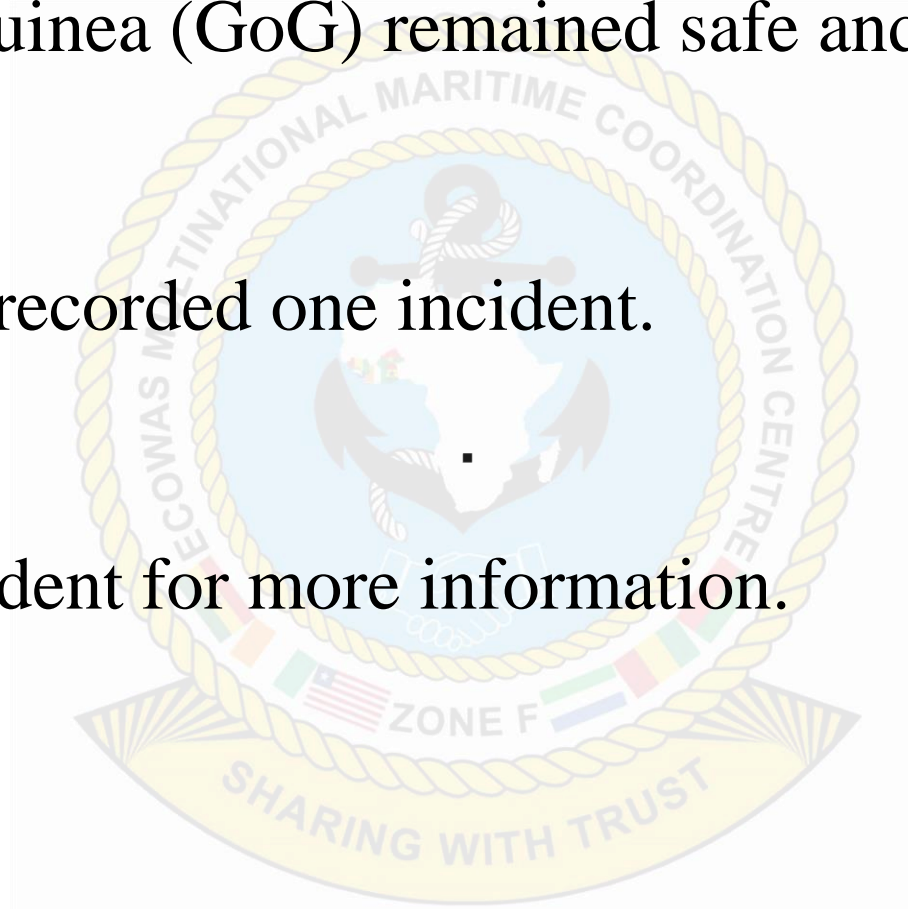 uinea (GoG) remained safe and
ECOWAS MULTINATIONAL MARITIME COORDINATION CENTRE
recorded one incident.
.
dent for more information.
ZONE F
SHARING WITH TRUST